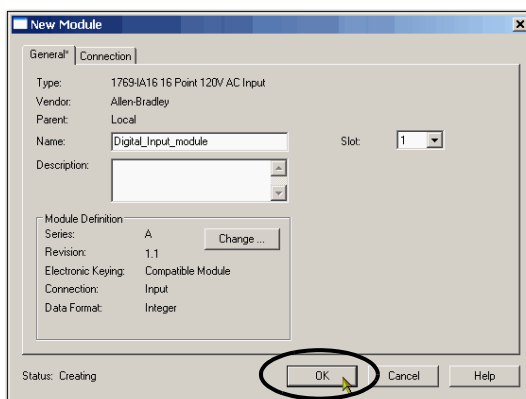 New Module
General* Connection
Type: 1769-IA16 16 Point 120V AC Input
Vendor: Allen-Bradley
Parent: Local
Name: Digital_Input_module Slot: 1
Description:
Module Definition
Series: A Change ...
Revision: 1.1
Electronic Keying: Compatible Module
Connection: Input
Data Format: Integer
Status: Creating OK Cancel Help